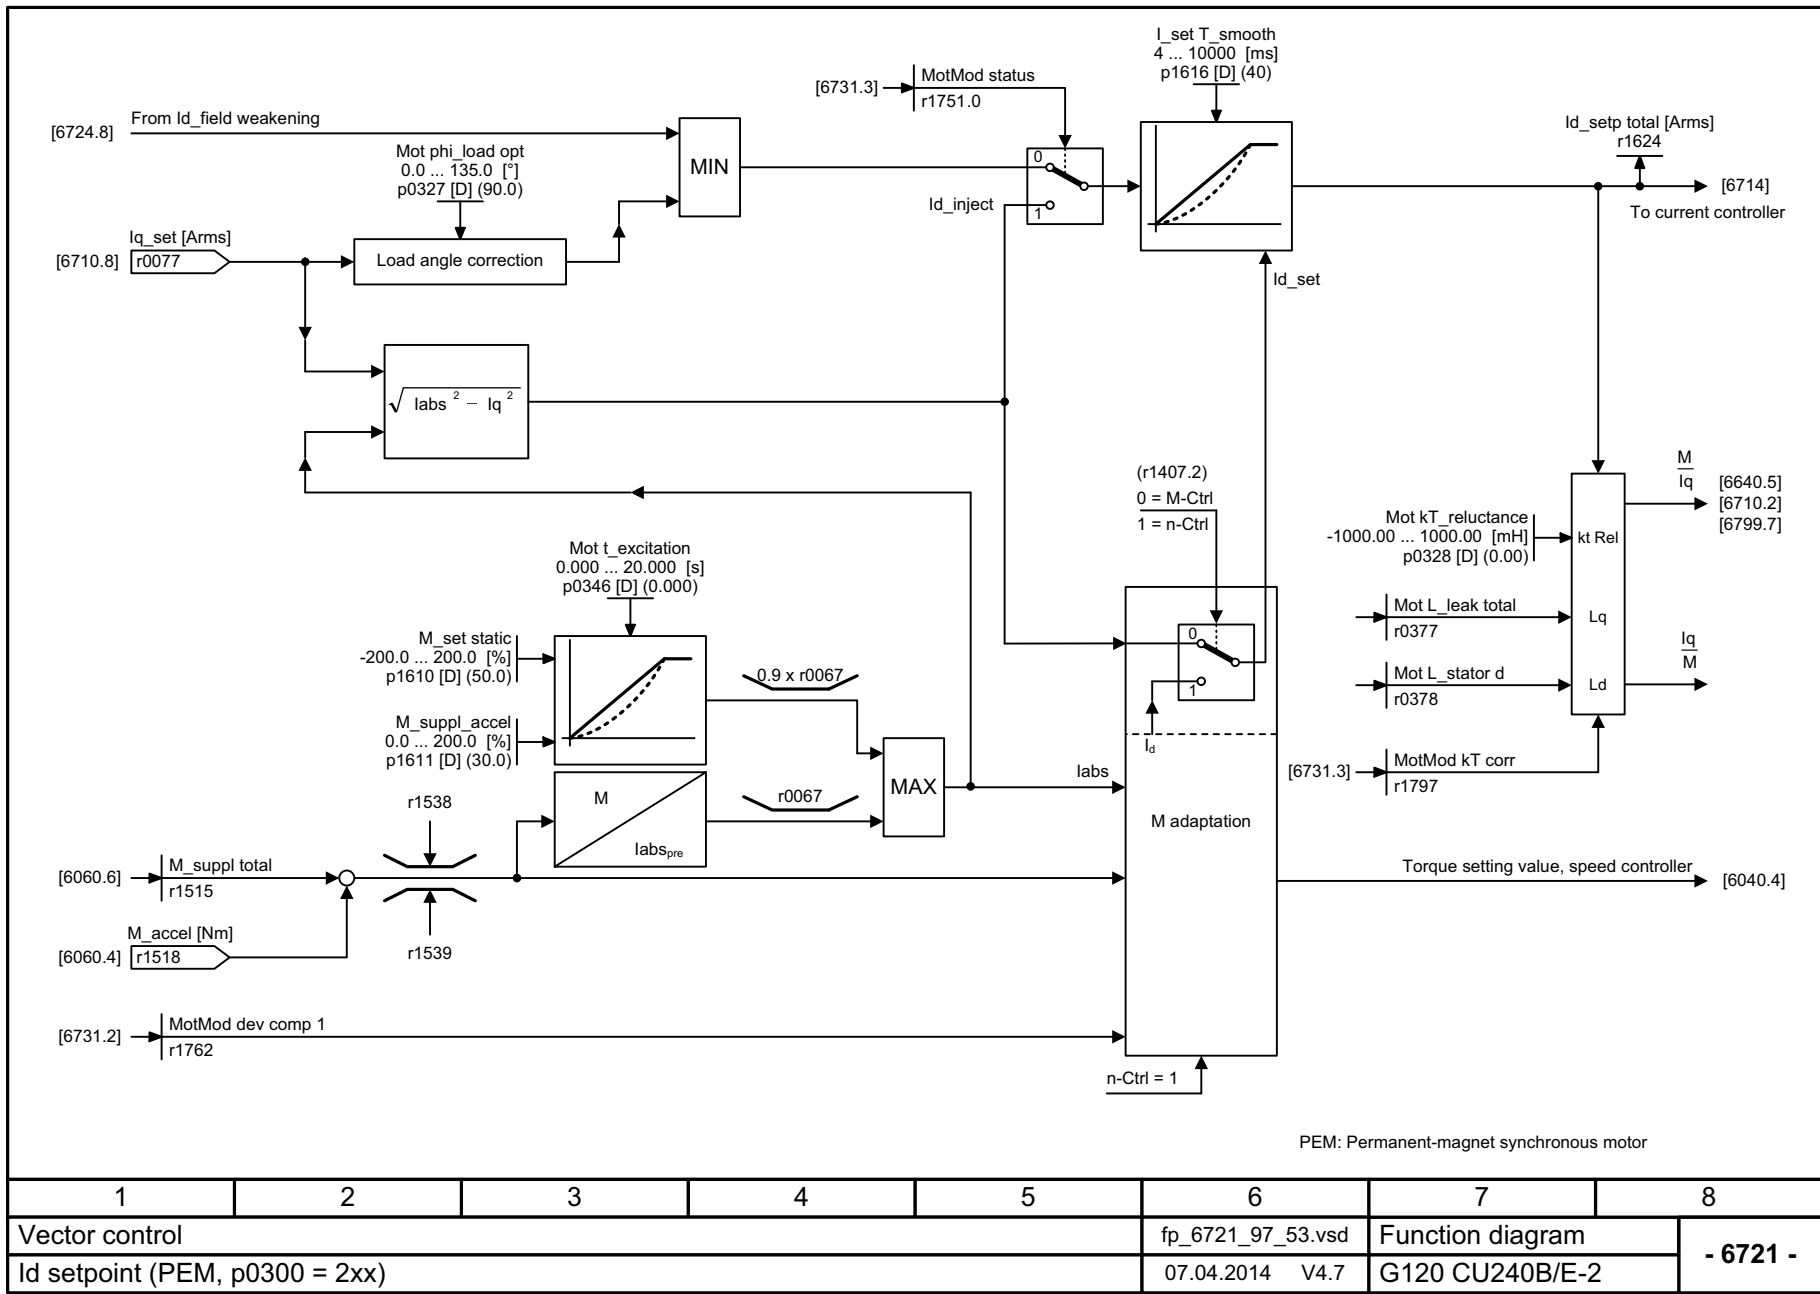 I_set T_smooth
4 ... 10000 [ms]
p1616 [D] (40)
[6731.3]
MotMod status
r1751.0
[6724.8]
From Id_field weakening
Mot phi_load opt
0.0 ... 135.0 [°]
p0327 [D] (90.0)
MIN
0
1
Id_inject
Id_setp total [Arms]
r1624
[6714]
To current controller
Iq_set [Arms]
[6710.8]
r0077
Load angle correction
Id_set
√ Iabs ² – Iq ²
(r1407.2)
0 = M-Ctrl
1 = n-Ctrl
M
Iq
[6640.5]
[6710.2]
[6799.7]
Mot kT_reluctance
-1000.00 ... 1000.00 [mH]
p0328 [D] (0.00)
kt Rel
Mot t_excitation
0.000 ... 20.000 [s]
p0346 [D] (0.000)
Mot L_leak total
r0377
Lq
M_set static
-200.0 ... 200.0 [%]
p1610 [D] (50.0)
0.9 x r0067
0
1
Iq
M
Mot L_stator d
r0378
Ld
M_suppl_accel
0.0 ... 200.0 [%]
p1611 [D] (30.0)
Id
[6731.3]
MotMod kT corr
r1797
Iabs
MAX
r1538
M
Iabspre
r0067
M adaptation
[6060.6]
M_suppl total
r1515
Torque setting value, speed controller
[6040.4]
M_accel [Nm]
[6060.4]
r1518
r1539
[6731.2]
MotMod dev comp 1
r1762
n-Ctrl = 1
PEM: Permanent-magnet synchronous motor
1 2 3 4 5 6 7 8
Vector control
fp_6721_97_53.vsd
Function diagram
- 6721 -
Id setpoint (PEM, p0300 = 2xx)
07.04.2014 V4.7
G120 CU240B/E-2